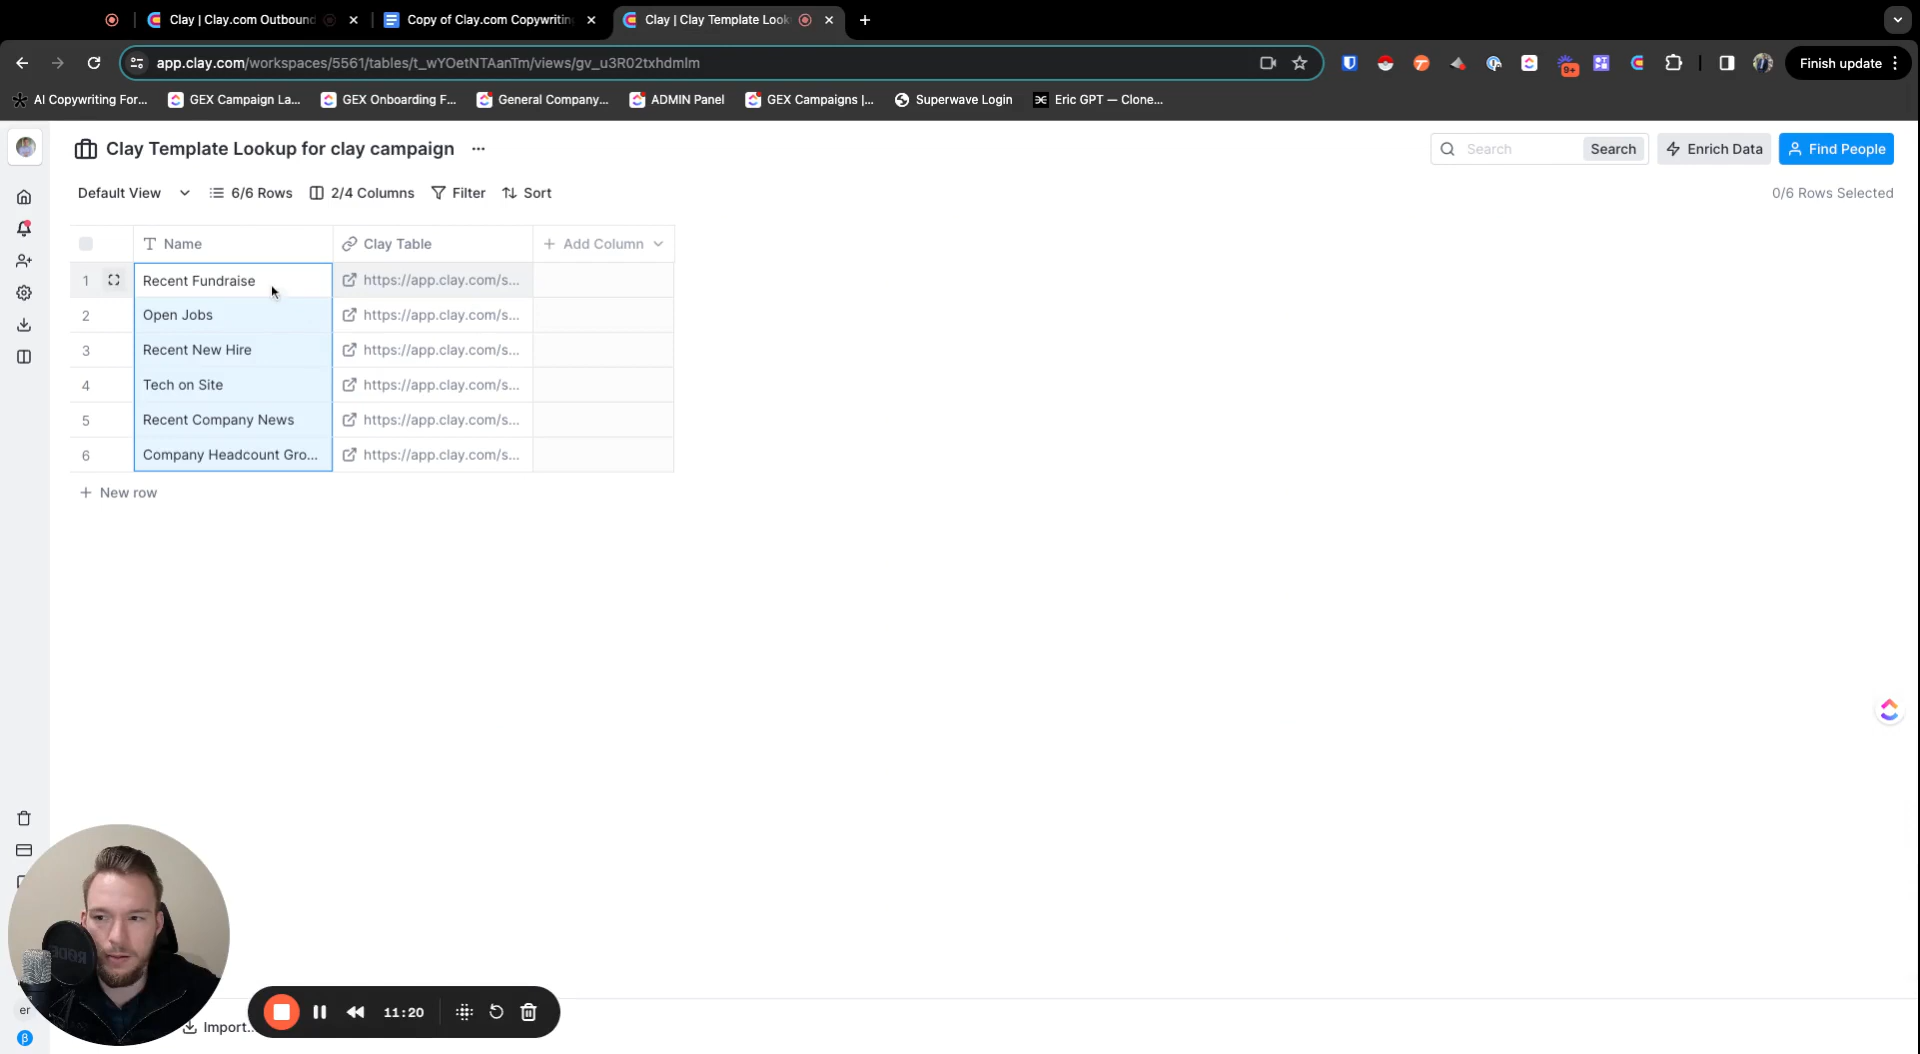 Clay | Clay.com Outbound
Copy of Clay.com Copywriting
Clay | Clay Template Look
app.clay.com/workspaces/5561/tables/t_wYOetNTAanTm/views/gv_u3R02txhdmIm
9+
Finish update
AI Copywriting For...
GEX Campaign La...
GEX Onboarding F...
General Company...
ADMIN Panel
GEX Campaigns |...
Superwave Login
Eric GPT — Clone...
Clay Template Lookup for clay campaign
Search
Search
Enrich Data
Find People
Default View
6/6 Rows
2/4 Columns
Filter
Sort
0/6 Rows Selected
Name
Clay Table
Add Column
1 Recent Fundraise https://app.clay.com/s...
2 Open Jobs https://app.clay.com/s...
3 Recent New Hire https://app.clay.com/s...
4 Tech on Site https://app.clay.com/s...
5 Recent Company News https://app.clay.com/s...
6 Company Headcount Gro... https://app.clay.com/s...
New row
RØDE
11:20
er
Import...
β